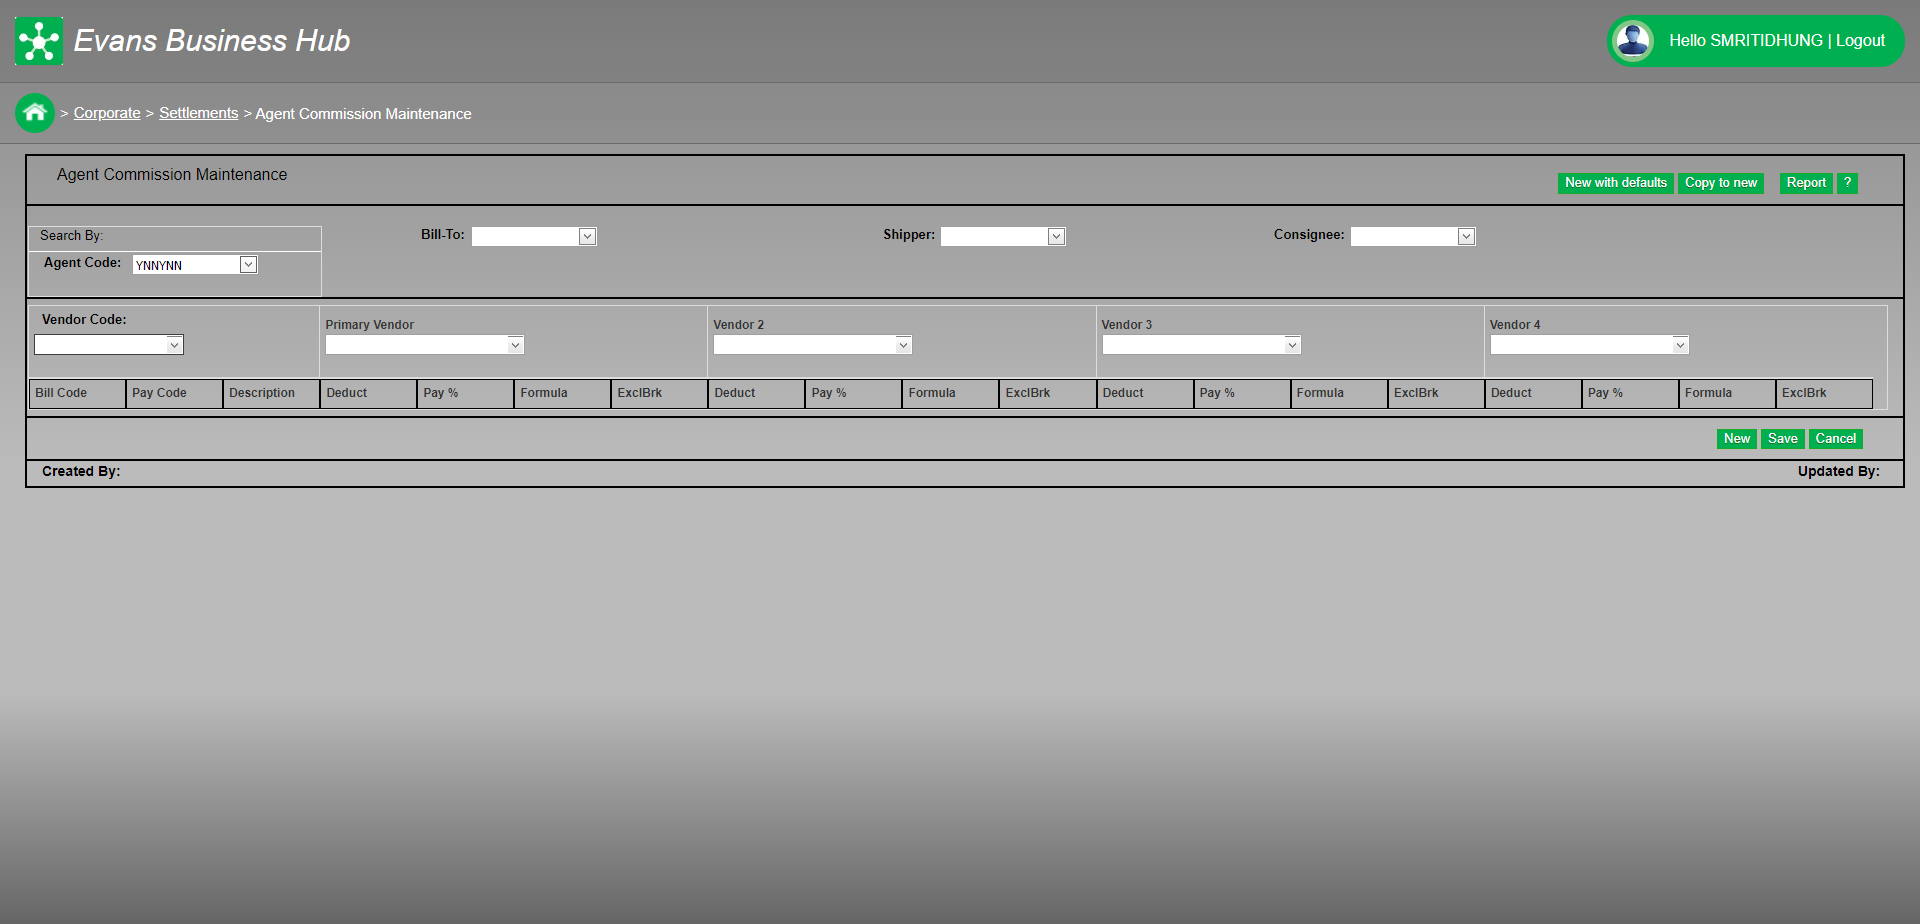 Evans Business Hub
Hello SMRITIDHUNG | Logout
> Corporate > Settlements > Agent Commission Maintenance
Agent Commission Maintenance
New with defaults Copy to new Report ?
Search By:
Bill-To: Shipper: Consignee:
Agent Code: YNNYNN
Vendor Code:
Primary Vendor Vendor 2 Vendor 3 Vendor 4
Bill Code Pay Code Description Deduct Pay % Formula ExclBrk Deduct Pay % Formula ExclBrk Deduct Pay % Formula ExclBrk Deduct Pay % Formula ExclBrk
New Save Cancel
Created By: Updated By: